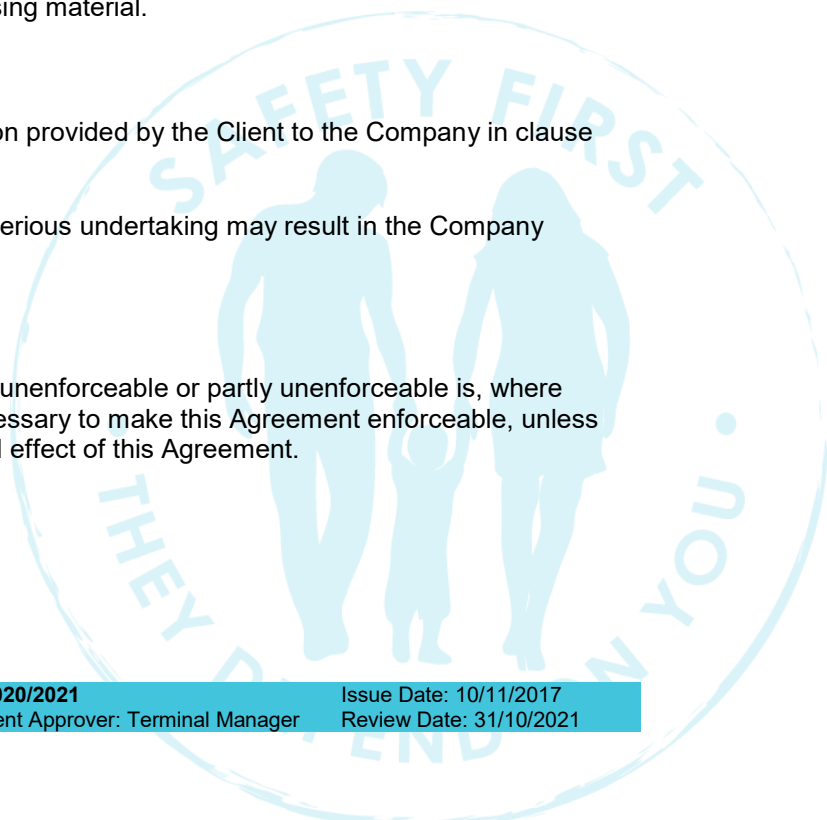 sing material.
SAFETY FIRST
on provided by the Client to the Company in clause
erious undertaking may result in the Company
unenforceable or partly unenforceable is, where
essary to make this Agreement enforceable, unless
l effect of this Agreement.
THEY DEPEND ON YOU
020/2021 Issue Date: 10/11/2017
ent Approver: Terminal Manager Review Date: 31/10/2021